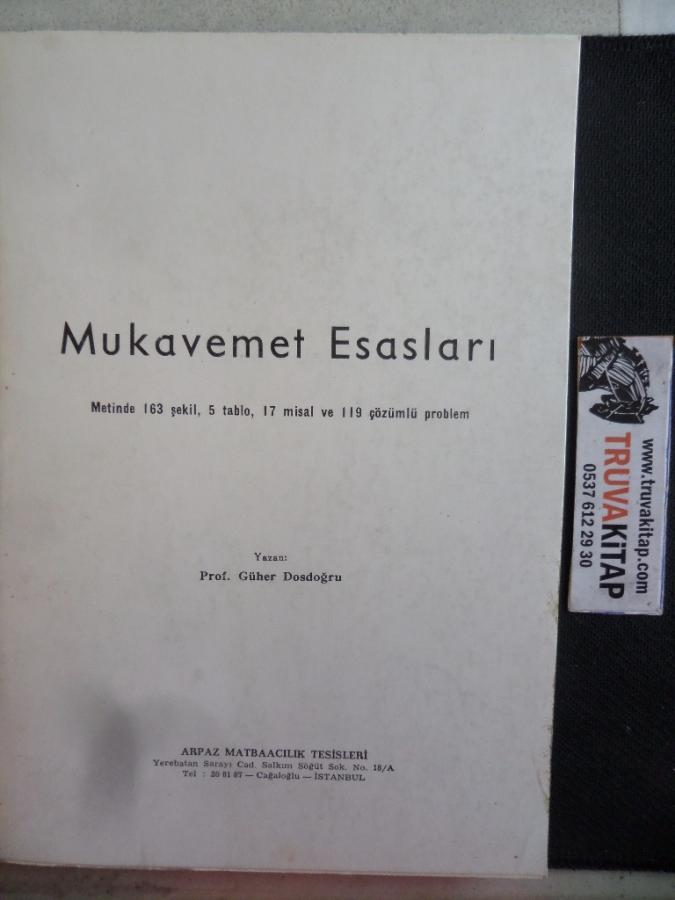 Mukavemet Esasları
Metinde 163 şekil, 5 tablo, 17 misal ve 119 çözümlü problem
Yazan:
Prof. Güher Dosdoğru
ARPAZ MATBAACILIK TESİSLERİ
Yerebatan Sarayı Cad. Salkım Söğüt Sok. No. 18/A
Tel : 20 81 87 — Cağaloğlu — İSTANBUL
www.truvakitap.com
TRUVAKİTAP
0537 612 29 30